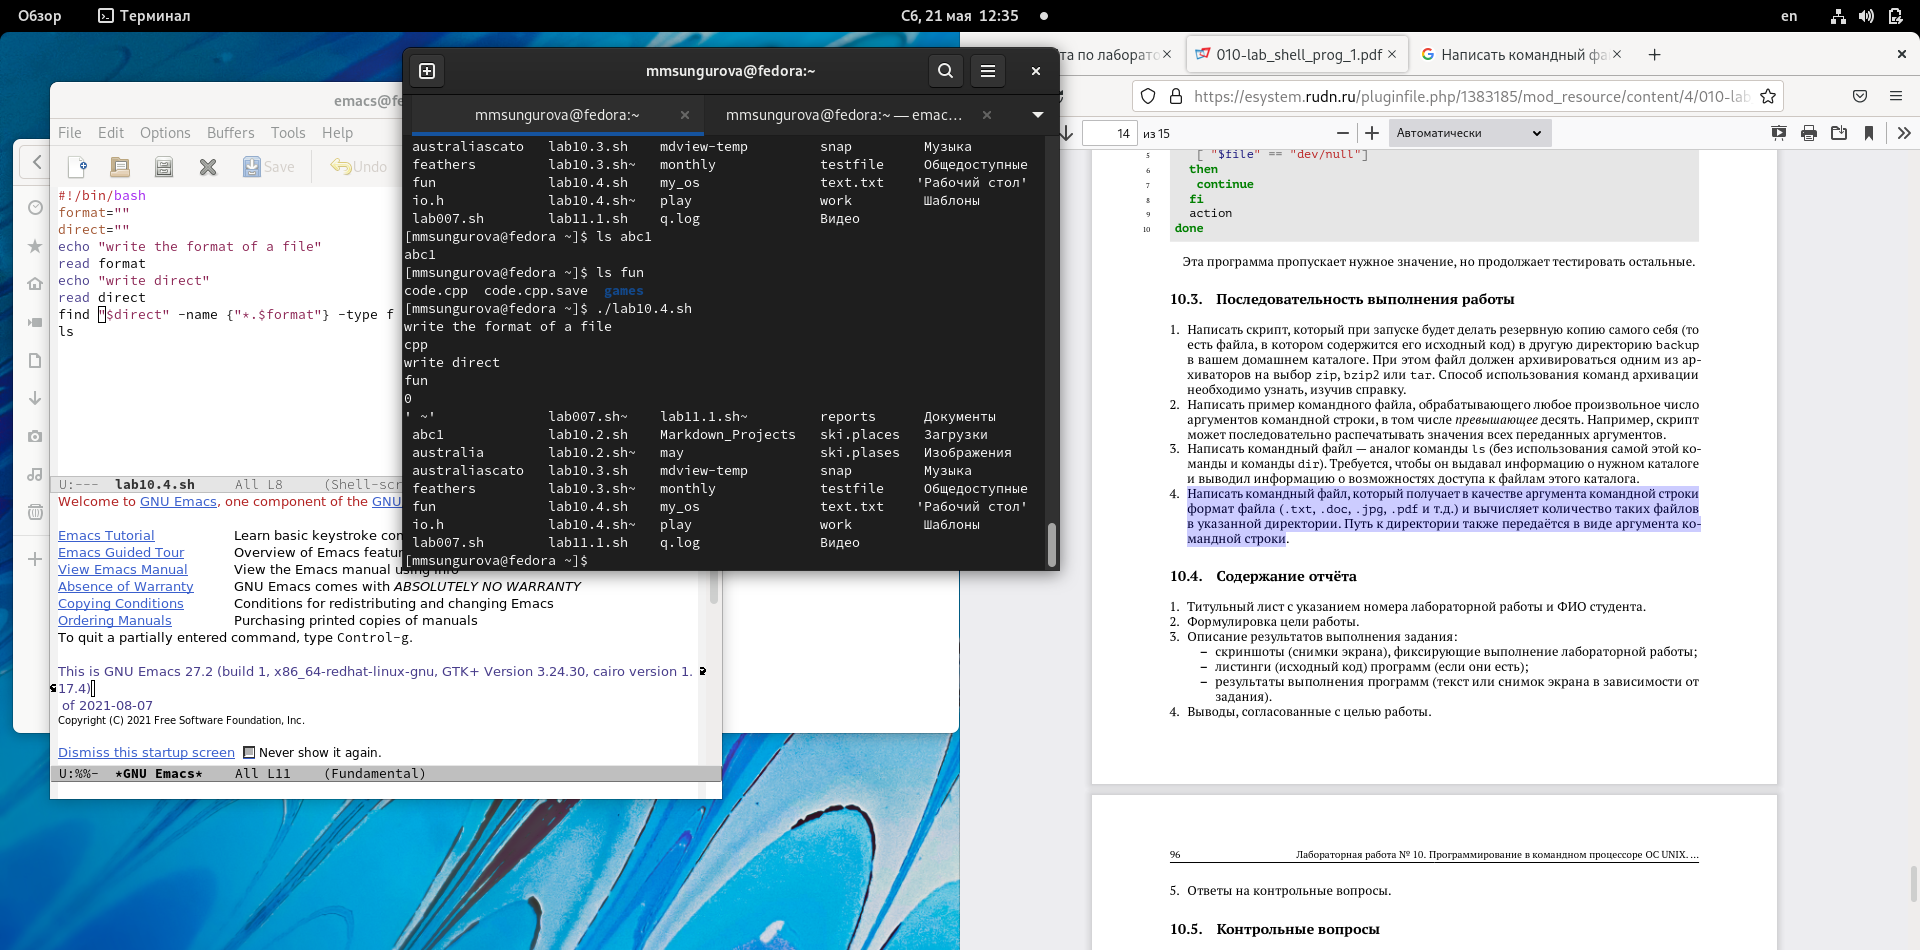 Обзор
Терминал
Сб, 21 мая 12:35
en
emacs@fe
File Edit Options Buffers Tools Help
Save Undo
#!/bin/bash
format=""
direct=""
echo "write the format of a file"
read format
echo "write direct"
read direct
find "$direct" -name {"*.$format"} -type f
ls
U:--- lab10.4.sh All L8 (Shell-scr
Welcome to GNU Emacs, one component of the GNU
Emacs Tutorial Learn basic keystroke con
Emacs Guided Tour Overview of Emacs featur
View Emacs Manual View the Emacs manual using info
Absence of Warranty GNU Emacs comes with ABSOLUTELY NO WARRANTY
Copying Conditions Conditions for redistributing and changing Emacs
Ordering Manuals Purchasing printed copies of manuals
To quit a partially entered command, type Control-g.
This is GNU Emacs 27.2 (build 1, x86_64-redhat-linux-gnu, GTK+ Version 3.24.30, cairo version 1.
17.4)
of 2021-08-07
Copyright (C) 2021 Free Software Foundation, Inc.
Dismiss this startup screen Never show it again.
U:%%- *GNU Emacs* All L11 (Fundamental)
mmsungurova@fedora:~
mmsungurova@fedora:~ mmsungurova@fedora:~ — emac…
australiascato lab10.3.sh mdview-temp snap Музыка
feathers lab10.3.sh~ monthly testfile Общедоступные
fun lab10.4.sh my_os text.txt 'Рабочий стол'
io.h lab10.4.sh~ play work Шаблоны
lab007.sh lab11.1.sh q.log Видео
[mmsungurova@fedora ~]$ ls abc1
abc1
[mmsungurova@fedora ~]$ ls fun
code.cpp code.cpp.save games
[mmsungurova@fedora ~]$ ./lab10.4.sh
write the format of a file
cpp
write direct
fun
0
' ~' lab007.sh~ lab11.1.sh~ reports Документы
abc1 lab10.2.sh Markdown_Projects ski.places Загрузки
australia lab10.2.sh~ may ski.plases Изображения
australiascato lab10.3.sh mdview-temp snap Музыка
feathers lab10.3.sh~ monthly testfile Общедоступные
fun lab10.4.sh my_os text.txt 'Рабочий стол'
io.h lab10.4.sh~ play work Шаблоны
lab007.sh lab11.1.sh q.log Видео
[mmsungurova@fedora ~]$
та по лаборато 010-lab_shell_prog_1.pdf Написать командный фа
https://esystem.rudn.ru/pluginfile.php/1383185/mod_resource/content/4/010-lab
14 из 15 Автоматически
5 [ "$file" == "dev/null"]
6 then
7 continue
8 fi
9 action
10 done
Эта программа пропускает нужное значение, но продолжает тестировать остальные.
10.3. Последовательность выполнения работы
1. Написать скрипт, который при запуске будет делать резервную копию самого себя (то
есть файла, в котором содержится его исходный код) в другую директорию backup
в вашем домашнем каталоге. При этом файл должен архивироваться одним из ар-
хиваторов на выбор zip, bzip2 или tar. Способ использования команд архивации
необходимо узнать, изучив справку.
2. Написать пример командного файла, обрабатывающего любое произвольное число
аргументов командной строки, в том числе превышающее десять. Например, скрипт
может последовательно распечатывать значения всех переданных аргументов.
3. Написать командный файл — аналог команды ls (без использования самой этой ко-
манды и команды dir). Требуется, чтобы он выдавал информацию о нужном каталоге
и выводил информацию о возможностях доступа к файлам этого каталога.
4. Написать командный файл, который получает в качестве аргумента командной строки
формат файла (.txt, .doc, .jpg, .pdf и т.д.) и вычисляет количество таких файлов
в указанной директории. Путь к директории также передаётся в виде аргумента ко-
мандной строки.
10.4. Содержание отчёта
1. Титульный лист с указанием номера лабораторной работы и ФИО студента.
2. Формулировка цели работы.
3. Описание результатов выполнения задания:
– скриншоты (снимки экрана), фиксирующие выполнение лабораторной работы;
– листинги (исходный код) программ (если они есть);
– результаты выполнения программ (текст или снимок экрана в зависимости от
задания).
4. Выводы, согласованные с целью работы.
96 Лабораторная работа № 10. Программирование в командном процессоре ОС UNIX. …
5. Ответы на контрольные вопросы.
10.5. Контрольные вопросы